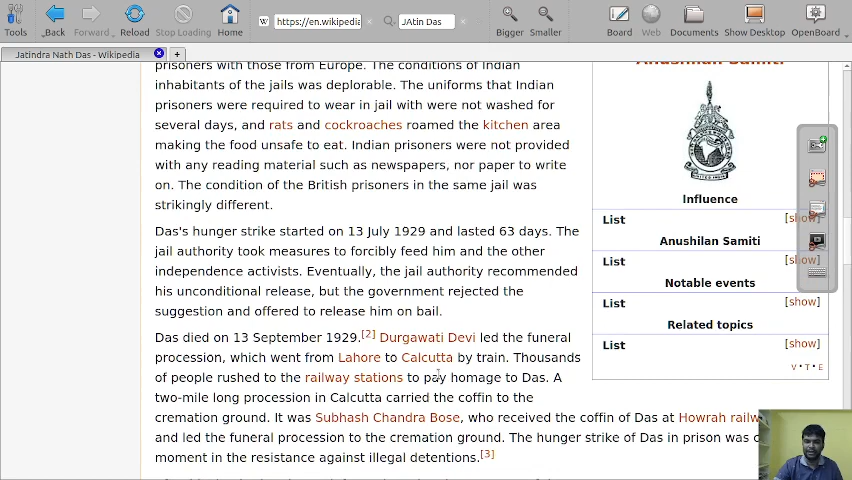 Tools
Back
Forward
Reload
Stop Loading
Home
W https://en.wikipedia
JAtin Das
Bigger
Smaller
Board
Web
Documents
Show Desktop
OpenBoard
Jatindra Nath Das - Wikipedia
prisoners with those from Europe. The conditions of Indian
inhabitants of the jails was deplorable. The uniforms that Indian
prisoners were required to wear in jail with were not washed for
several days, and rats and cockroaches roamed the kitchen area
making the food unsafe to eat. Indian prisoners were not provided
with any reading material such as newspapers, nor paper to write
on. The condition of the British prisoners in the same jail was
strikingly different.
Das's hunger strike started on 13 July 1929 and lasted 63 days. The
jail authority took measures to forcibly feed him and the other
independence activists. Eventually, the jail authority recommended
his unconditional release, but the government rejected the
suggestion and offered to release him on bail.
Das died on 13 September 1929.[2] Durgawati Devi led the funeral
procession, which went from Lahore to Calcutta by train. Thousands
of people rushed to the railway stations to pay homage to Das. A
two-mile long procession in Calcutta carried the coffin to the
cremation ground. It was Subhash Chandra Bose, who received the coffin of Das at Howrah
and led the funeral procession to the cremation ground. The hunger strike of Das in prison was
moment in the resistance against illegal detentions.[3]
Anushilan Samiti
Influence
List [show]
Anushilan Samiti
List [show]
Notable events
List [show]
Related topics
List [show]
V • T • E